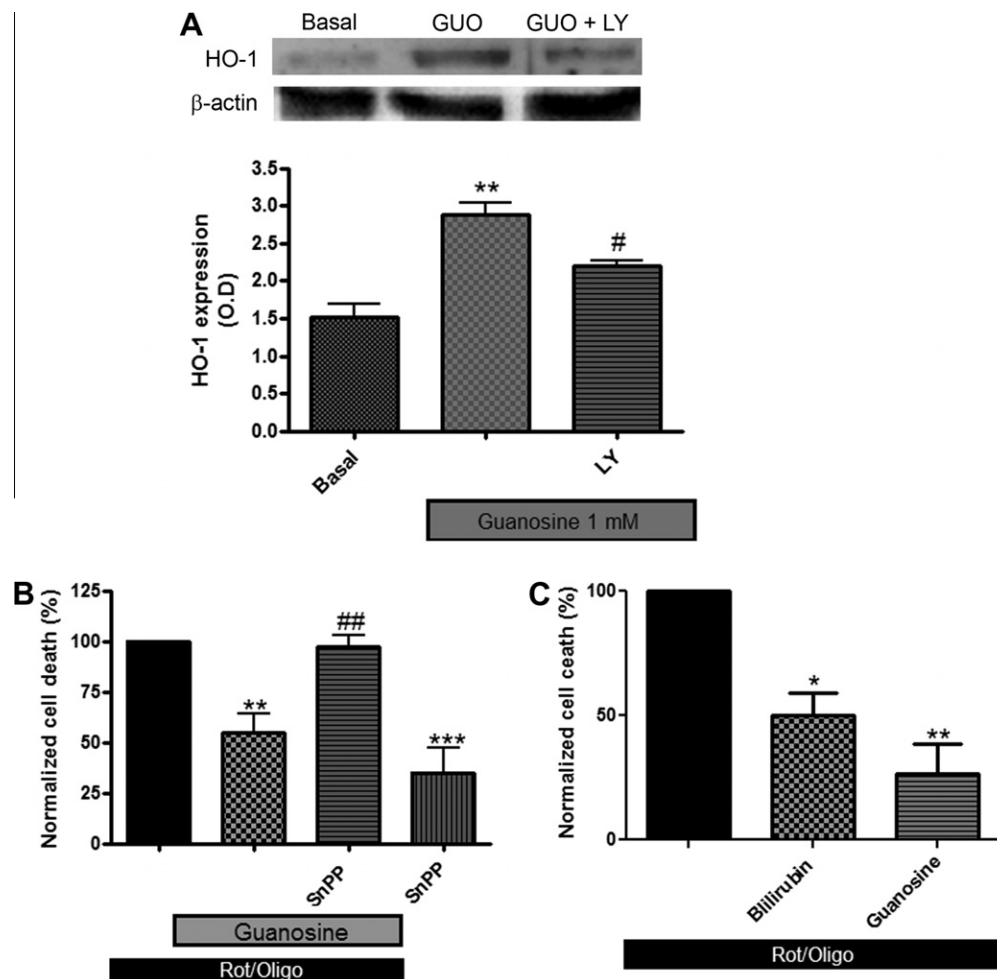 A
Basal GUO GUO + LY
HO-1
β-actin
HO-1 expression
(O.D)
3.5
3.0
2.5
2.0
1.5
1.0
0.5
0.0
**
#
Basal
LY
Guanosine 1 mM
B
Normalized cell death (%)
125
100
75
50
25
0
**
##
***
SnPP
SnPP
Guanosine
Rot/Oligo
C
Normalized cell ceath (%)
100
50
0
*
**
Blilirubin
Guanosine
Rot/Oligo